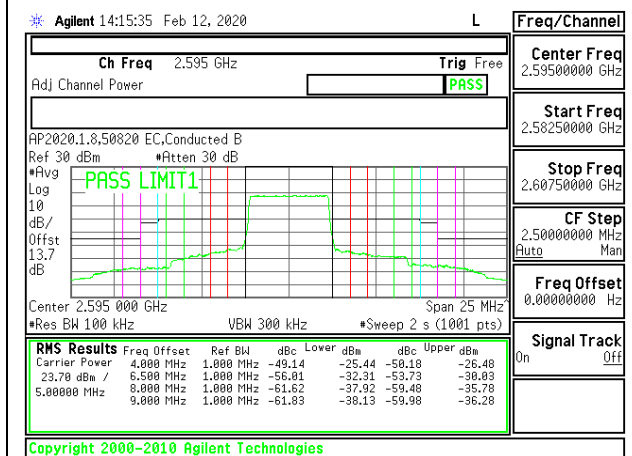 Agilent 14:15:35 Feb 12, 2020 L
Freq/Channel
Ch Freq 2.595 GHz Trig Free
Adj Channel Power PASS
Center Freq
2.59500000 GHz
Start Freq
2.58250000 GHz
Stop Freq
2.60750000 GHz
CF Step
2.50000000 MHz
Auto Man
Freq Offset
0.00000000 Hz
Signal Track
On Off
AP2020.1.8,50820 EC,Conducted B
Ref 30 dBm #Atten 30 dB
#Avg
Log
10
dB/
Offst
13.7
dB
PASS LIMIT1
Center 2.595 000 GHz Span 25 MHz^
#Res BW 100 kHz VBW 300 kHz #Sweep 2 s (1001 pts)
RMS Results Freq Offset Ref BW dBc Lower dBm dBc Upper dBm
Carrier Power 4.000 MHz 1.000 MHz -49.14 -25.44 -50.18 -26.48
23.70 dBm / 6.500 MHz 1.000 MHz -56.01 -32.31 -53.73 -30.03
5.00000 MHz 8.000 MHz 1.000 MHz -61.62 -37.92 -59.48 -35.78
9.000 MHz 1.000 MHz -61.83 -38.13 -59.98 -36.28
Copyright 2000-2010 Agilent Technologies